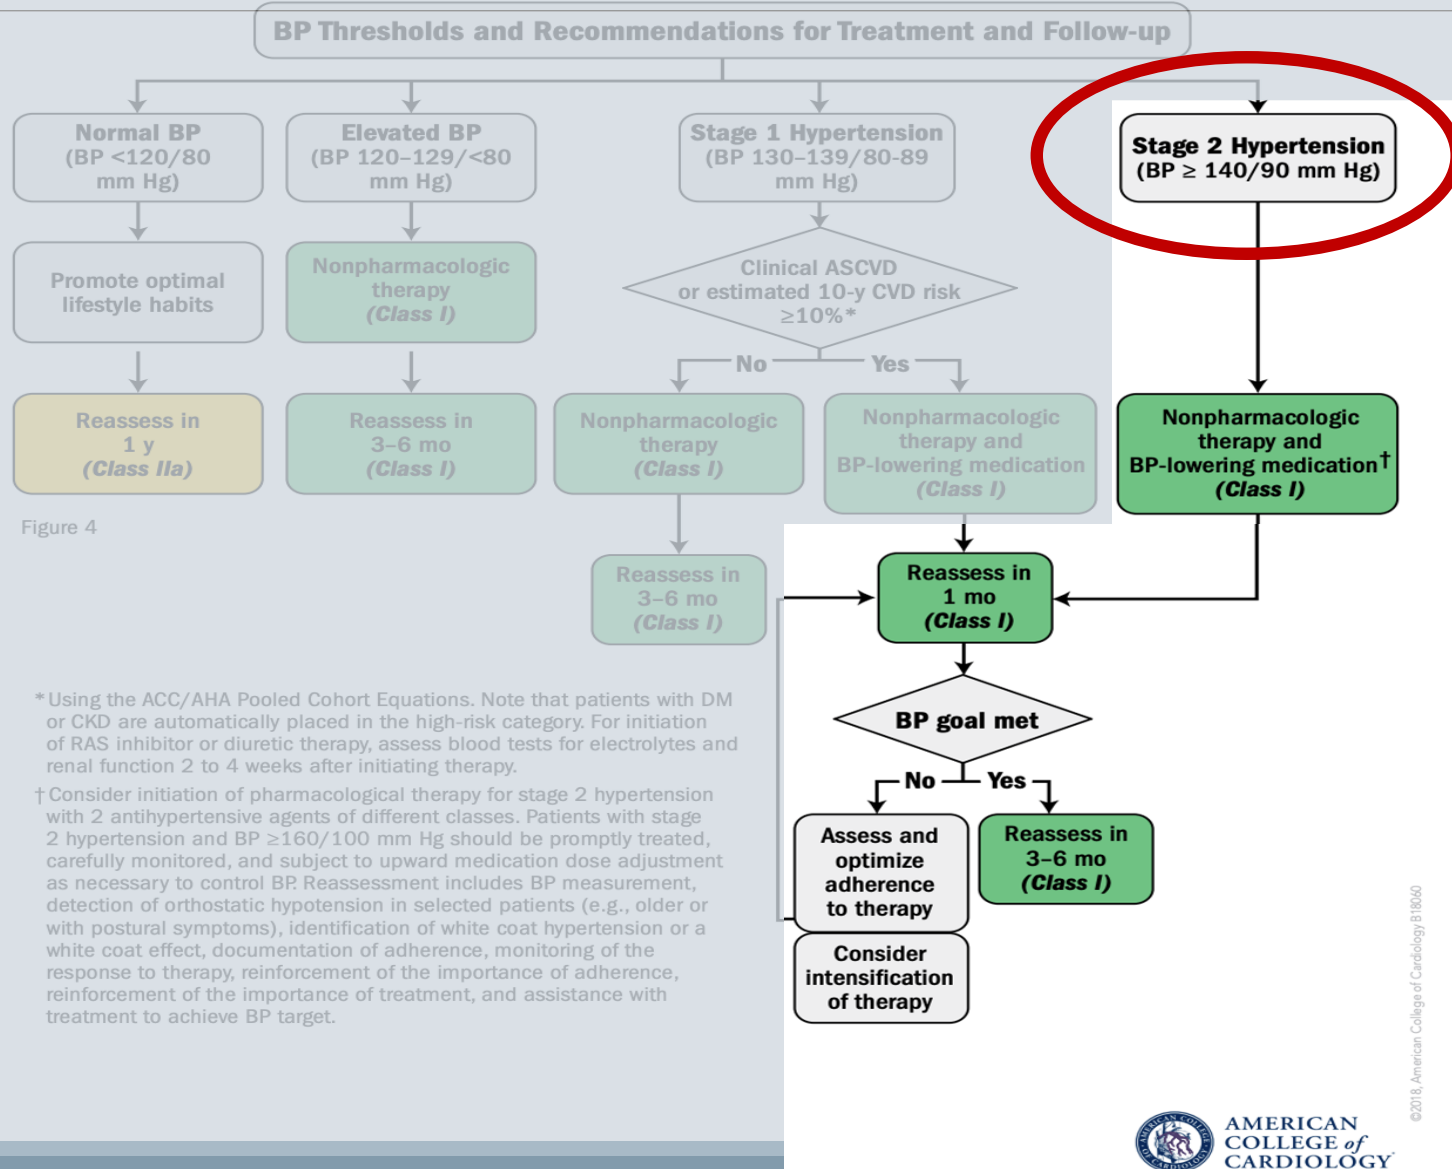 BP Thresholds and Recommendations for Treatment and Follow-up
Normal BP
(BP <120/80
mm Hg)
Elevated BP
(BP 120–129/<80
mm Hg)
Stage 1 Hypertension
(BP 130–139/80-89
mm Hg)
Stage 2 Hypertension
(BP ≥ 140/90 mm Hg)
Promote optimal
lifestyle habits
Nonpharmacologic
therapy
(Class I)
Clinical ASCVD
or estimated 10-y CVD risk
≥10%*
No
Yes
Reassess in
1 y
(Class IIa)
Reassess in
3–6 mo
(Class I)
Nonpharmacologic
therapy
(Class I)
Nonpharmacologic
therapy and
BP-lowering medication
(Class I)
Nonpharmacologic
therapy and
BP-lowering medication†
(Class I)
Figure 4
Reassess in
3–6 mo
(Class I)
Reassess in
1 mo
(Class I)
BP goal met
No
Yes
Assess and
optimize
adherence
to therapy
Reassess in
3–6 mo
(Class I)
Consider
intensification
of therapy
* Using the ACC/AHA Pooled Cohort Equations. Note that patients with DM
or CKD are automatically placed in the high-risk category. For initiation
of RAS inhibitor or diuretic therapy, assess blood tests for electrolytes and
renal function 2 to 4 weeks after initiating therapy.
† Consider initiation of pharmacological therapy for stage 2 hypertension
with 2 antihypertensive agents of different classes. Patients with stage
2 hypertension and BP ≥160/100 mm Hg should be promptly treated,
carefully monitored, and subject to upward medication dose adjustment
as necessary to control BP. Reassessment includes BP measurement,
detection of orthostatic hypotension in selected patients (e.g., older or
with postural symptoms), identification of white coat hypertension or a
white coat effect, documentation of adherence, monitoring of the
response to therapy, reinforcement of the importance of adherence,
reinforcement of the importance of treatment, and assistance with
treatment to achieve BP target.
©2018, American College of Cardiology B18060
AMERICAN
COLLEGE of
CARDIOLOGY